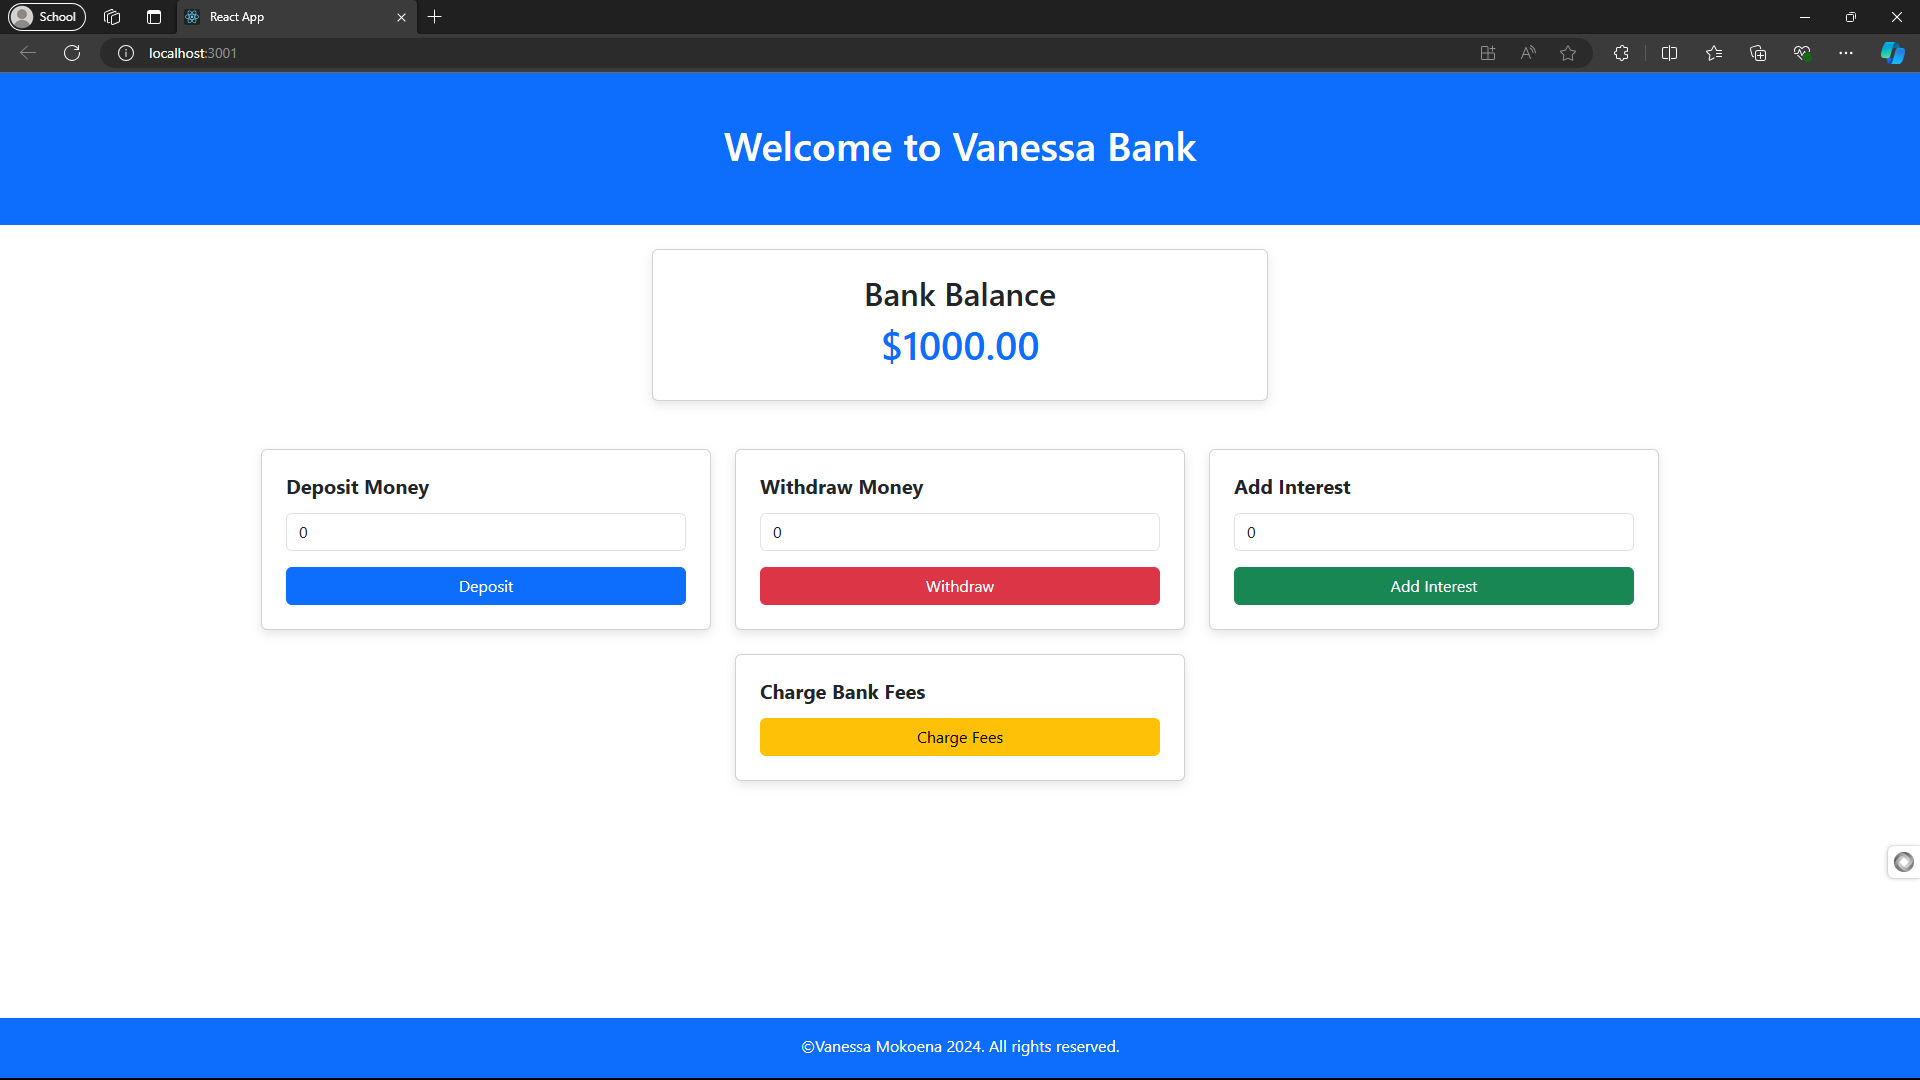 School
React App
localhost:3001
Welcome to Vanessa Bank
Bank Balance
$1000.00
Deposit Money
0
Deposit
Withdraw Money
0
Withdraw
Add Interest
0
Add Interest
Charge Bank Fees
Charge Fees
©Vanessa Mokoena 2024. All rights reserved.